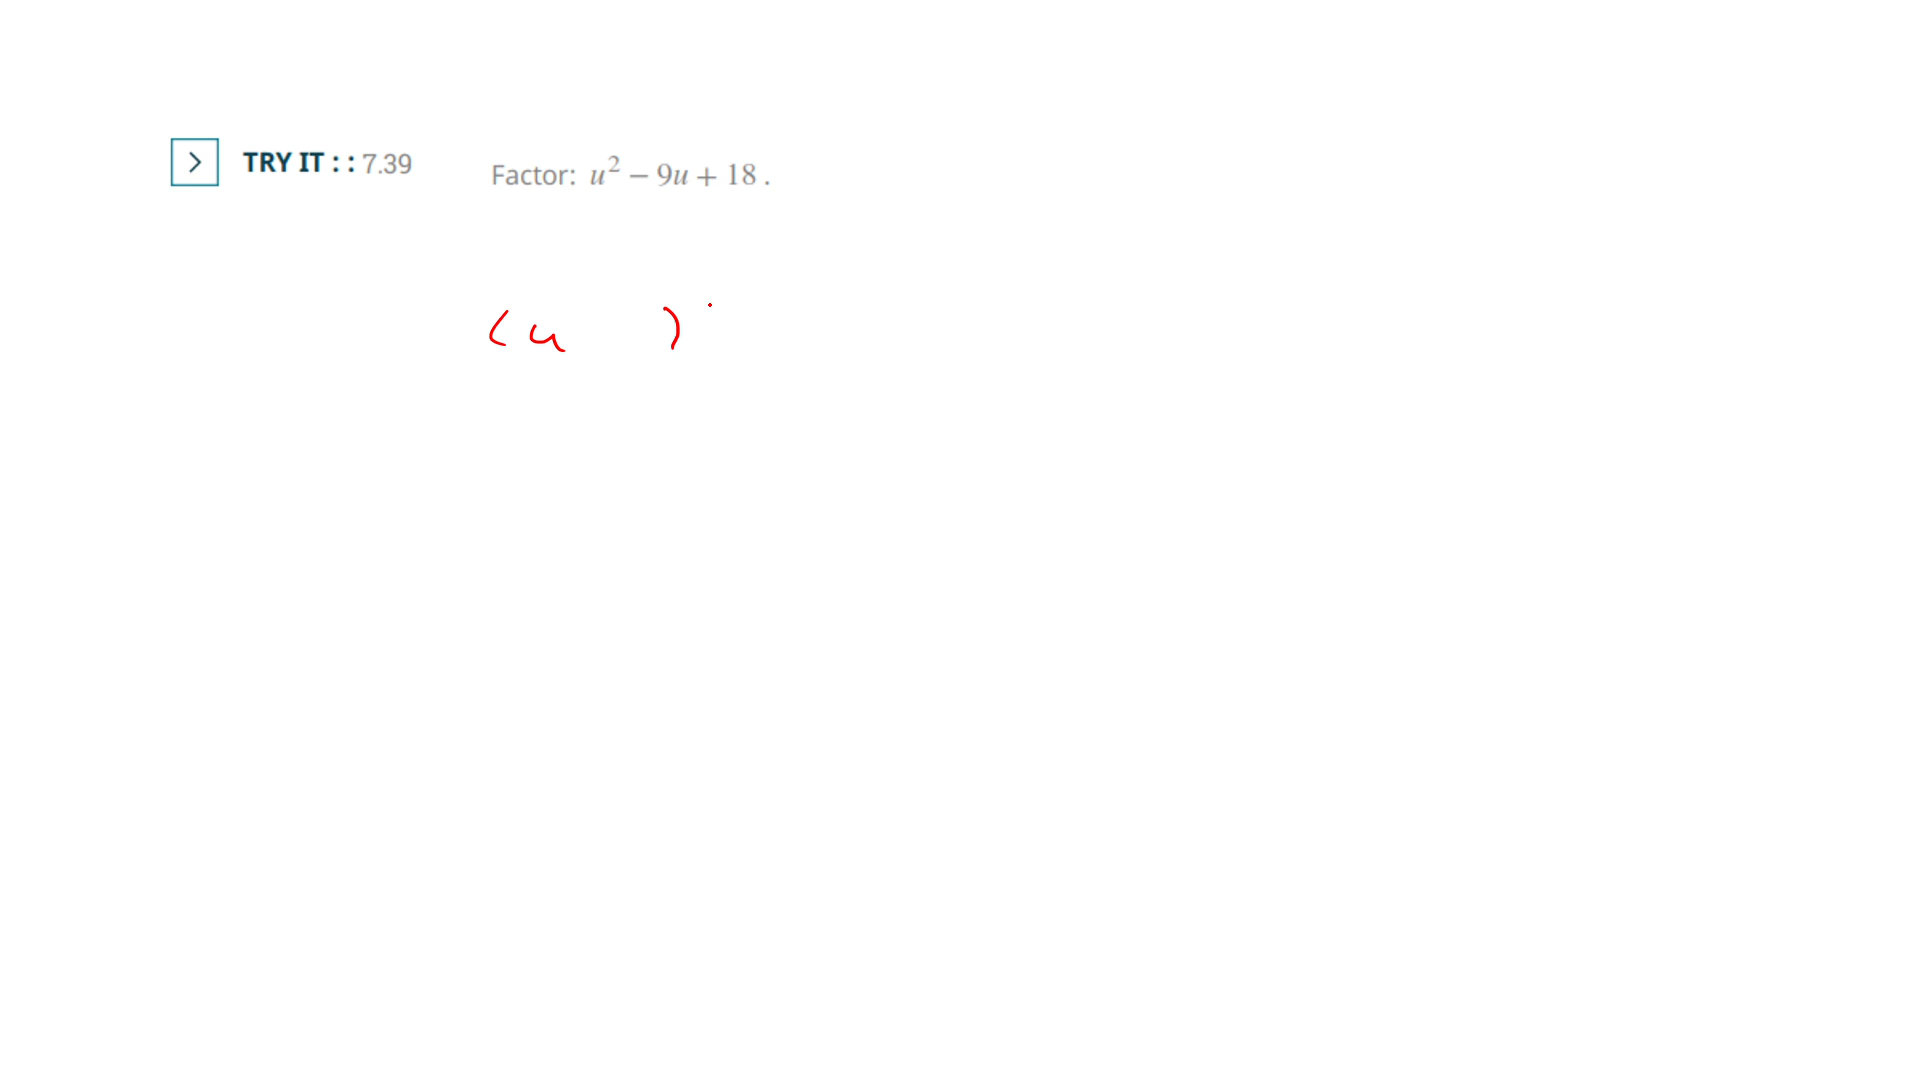 TRY IT : : 7.39 Factor: u² − 9u + 18 .
(u )